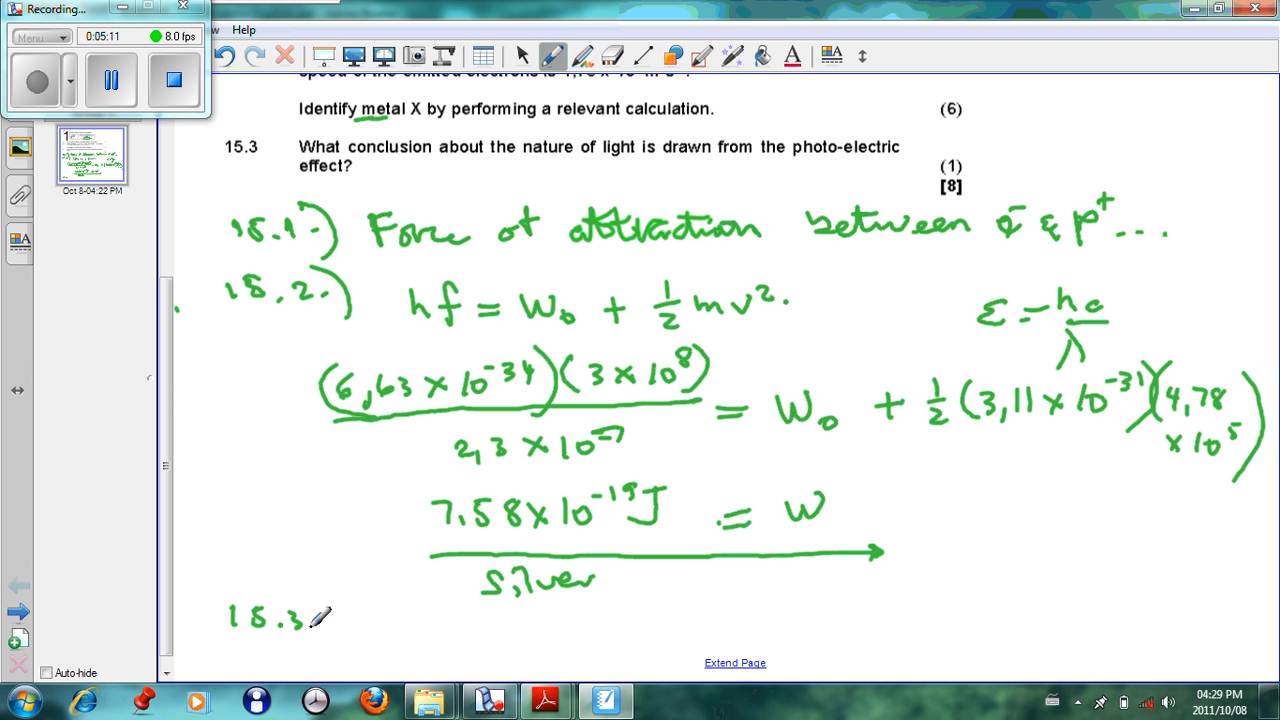 Recording...
Menu
0:05:11
8.0 fps
Help
Identify metal X by performing a relevant calculation. (6)
15.3 What conclusion about the nature of light is drawn from the photo-electric
effect? (1)
[8]
1
Oct 8-04:22 PM
15.1.) Force of attraction between e⁻ & p⁺ ...
15.2.) hf = W₀ + ½ mv².
E = hc/λ
(6,63 × 10⁻³⁴)(3 × 10⁸) / 2,3 × 10⁻⁷ = W₀ + ½ (3,11 × 10⁻³¹)(4,78 × 10⁵)
7.58 × 10⁻¹⁹ J = W
Silver
15.3
Extend Page
Auto-hide
04:29 PM
2011/10/08